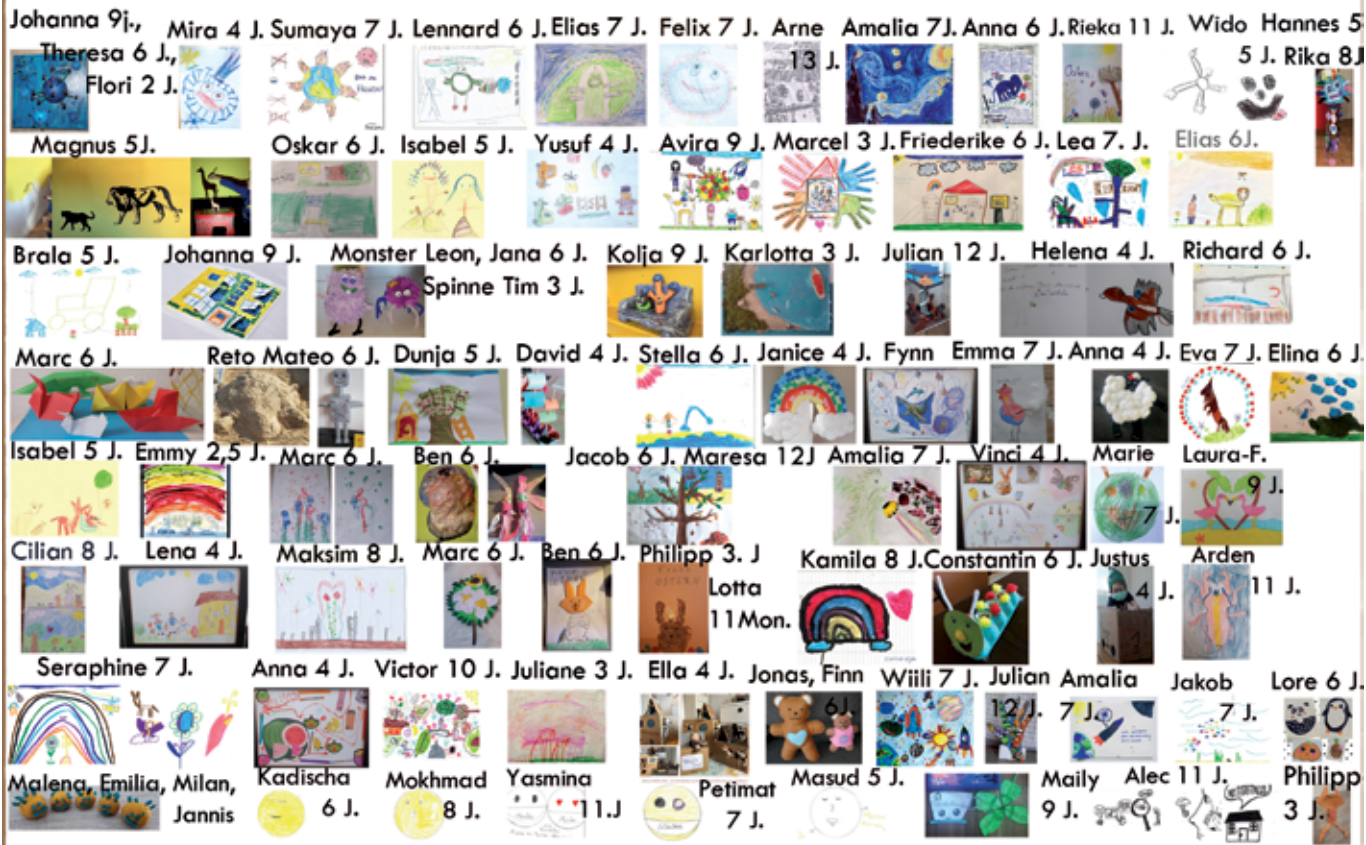 Johanna 9j., Mira 4 J. Sumaya 7 J. Lennard 6 J. Elias 7 J. Felix 7 J. Arne Amalia 7J. Anna 6 J. Rieka 11 J. Wido Hannes 5
Theresa 6 J., 13 J. 5 J. Rika 8J
Flori 2 J.
Ostern
Magnus 5J. Oskar 6 J. Isabel 5 J. Yusuf 4 J. Avira 9 J. Marcel 3 J. Friederike 6 J. Lea 7. J. Elias 6J.
Brala 5 J. Johanna 9 J. Monster Leon, Jana 6 J. Kolja 9 J. Karlotta 3 J. Julian 12 J. Helena 4 J. Richard 6 J.
Spinne Tim 3 J.
Marc 6 J. Reto Mateo 6 J. Dunja 5 J. David 4 J. Stella 6 J. Janice 4 J. Fynn Emma 7 J. Anna 4 J. Eva 7 J. Elina 6 J.
Isabel 5 J. Emmy 2,5 J. Marc 6 J. Ben 6 J. Jacob 6 J. Maresa 12J Amalia 7 J. Vinci 4 J. Marie Laura-F.
7 J. 9 J.
Cilian 8 J. Lena 4 J. Maksim 8 J. Marc 6 J. Ben 6 J. Philipp 3. J Kamila 8 J. Constantin 6 J. Justus Arden
OSTERN
Lotta 4 J. 11 J.
11Mon.
Seraphine 7 J. Anna 4 J. Victor 10 J. Juliane 3 J. Ella 4 J. Jonas, Finn Wiili 7 J. Julian Amalia Jakob Lore 6 J.
6J. 12 J. 7 J. 7 J.
Malena, Emilia, Milan, Kadischa Mokhmad Yasmina Petimat Masud 5 J. Maily Alec 11 J. Philipp
Jannis 6 J. 8 J. 11.J 7 J. 9 J. 3 J.